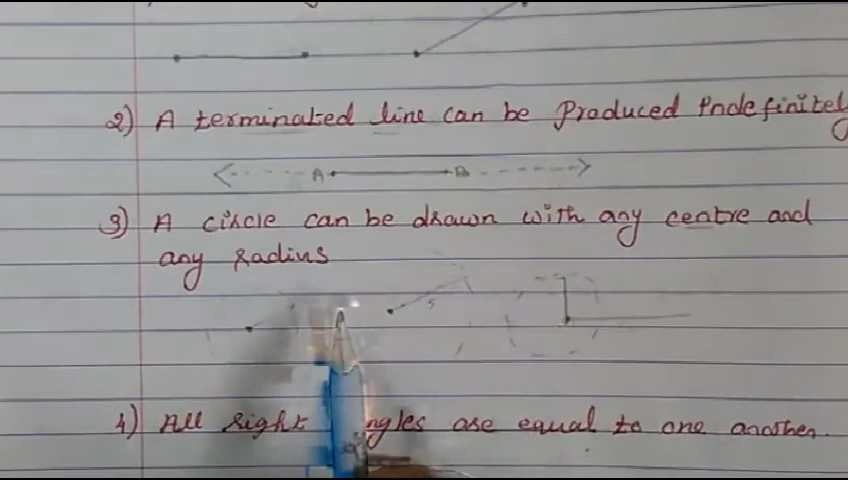 2) A terminated line can be produced indefinitely
A B
3) A circle can be drawn with any centre and
any radius
5
4) All right angles are equal to one another.